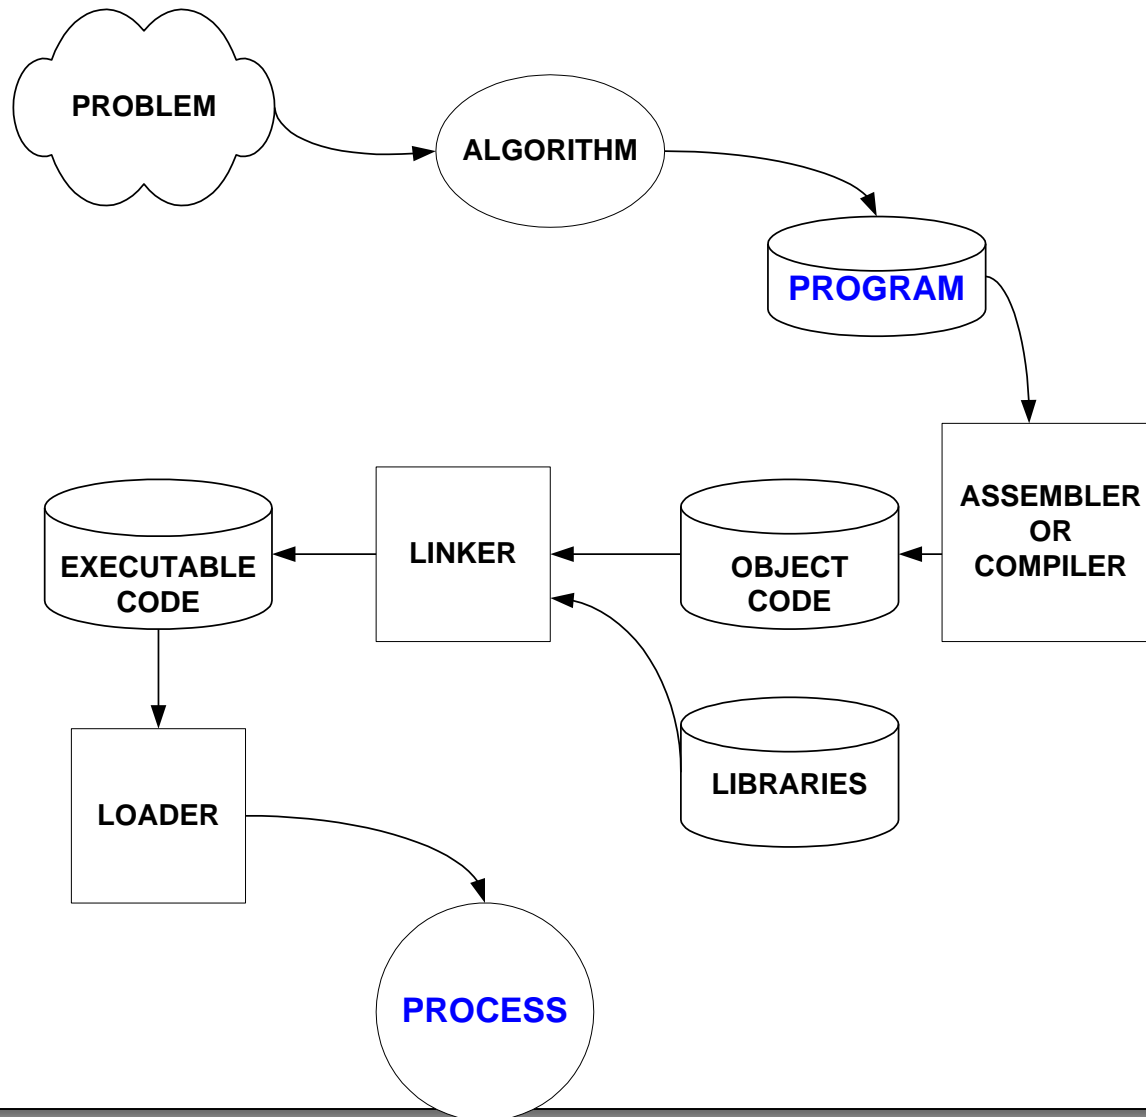 PROBLEM
ALGORITHM
PROGRAM
ASSEMBLER
OR
COMPILER
OBJECT
CODE
LINKER
EXECUTABLE
CODE
LIBRARIES
LOADER
PROCESS